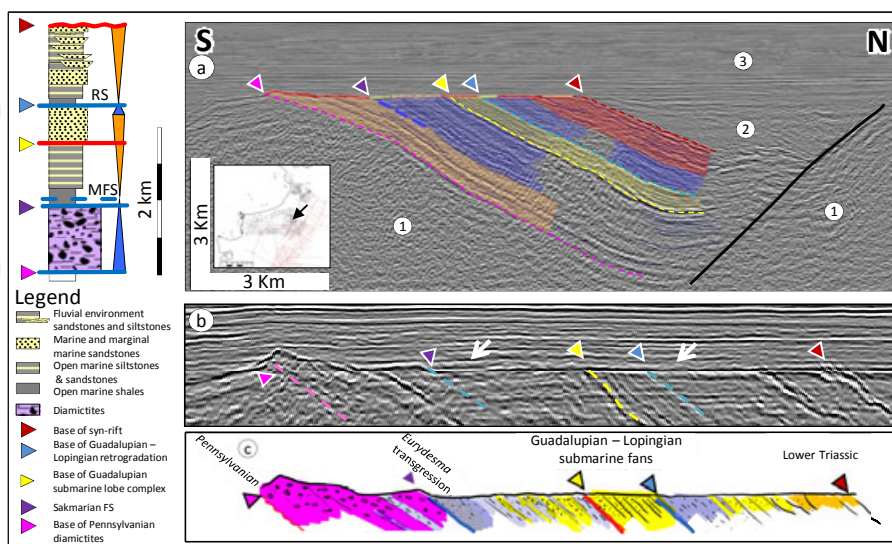 RS
MFS
2 km
Legend
Fluvial environment
sandstones and siltstones
Marine and marginal
marine sandstones
Open marine siltstones
& sandstones
Open marine shales
Diamictites
Base of syn-rift
Base of Guadalupian –
Lopingian retrogradation
Base of Guadalupian
submarine lobe complex
Sakmarian FS
Base of Pennsylvanian
diamictites
S
N
a
3
2
1
1
3 Km
3 Km
b
c
Pennsylvanian
Eurydesma
transgression
Guadalupian – Lopingian
submarine fans
Lower Triassic